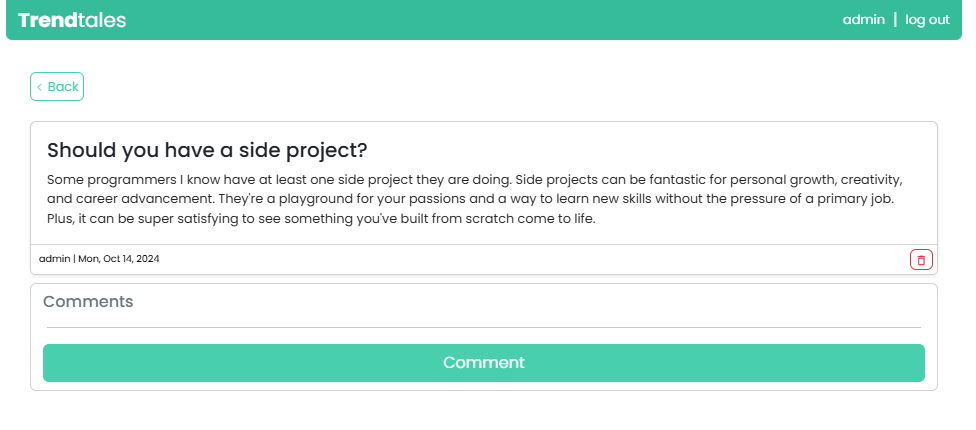 Trendtales
admin | log out
< Back
Should you have a side project?
Some programmers I know have at least one side project they are doing. Side projects can be fantastic for personal growth, creativity,
and career advancement. They're a playground for your passions and a way to learn new skills without the pressure of a primary job.
Plus, it can be super satisfying to see something you've built from scratch come to life.
admin | Mon, Oct 14, 2024
Comments
Comment